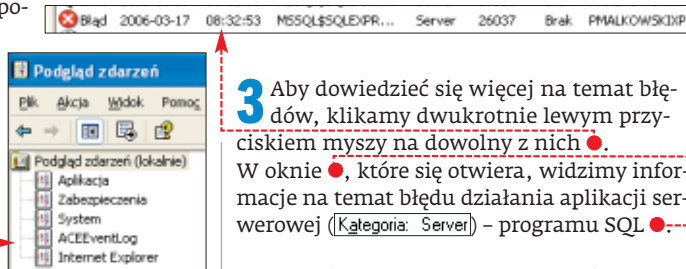 po-
Błąd 2006-03-17 08:32:53 MSSQL$SQLEXPR... Server 26037 Brak PMALKOWSKIXP
Podgląd zdarzeń
Plik Akcja Widok Pomoc
Podgląd zdarzeń (lokalnie)
Aplikacja
Zabezpieczenia
System
ACEEventLog
Internet Explorer
3 Aby dowiedzieć się więcej na temat błę-
dów, klikamy dwukrotnie lewym przy-
ciskiem myszy na dowolny z nich .
W oknie , które się otwiera, widzimy infor-
macje na temat błędu działania aplikacji ser-
werowej (Kategoria: Server) – programu SQL .